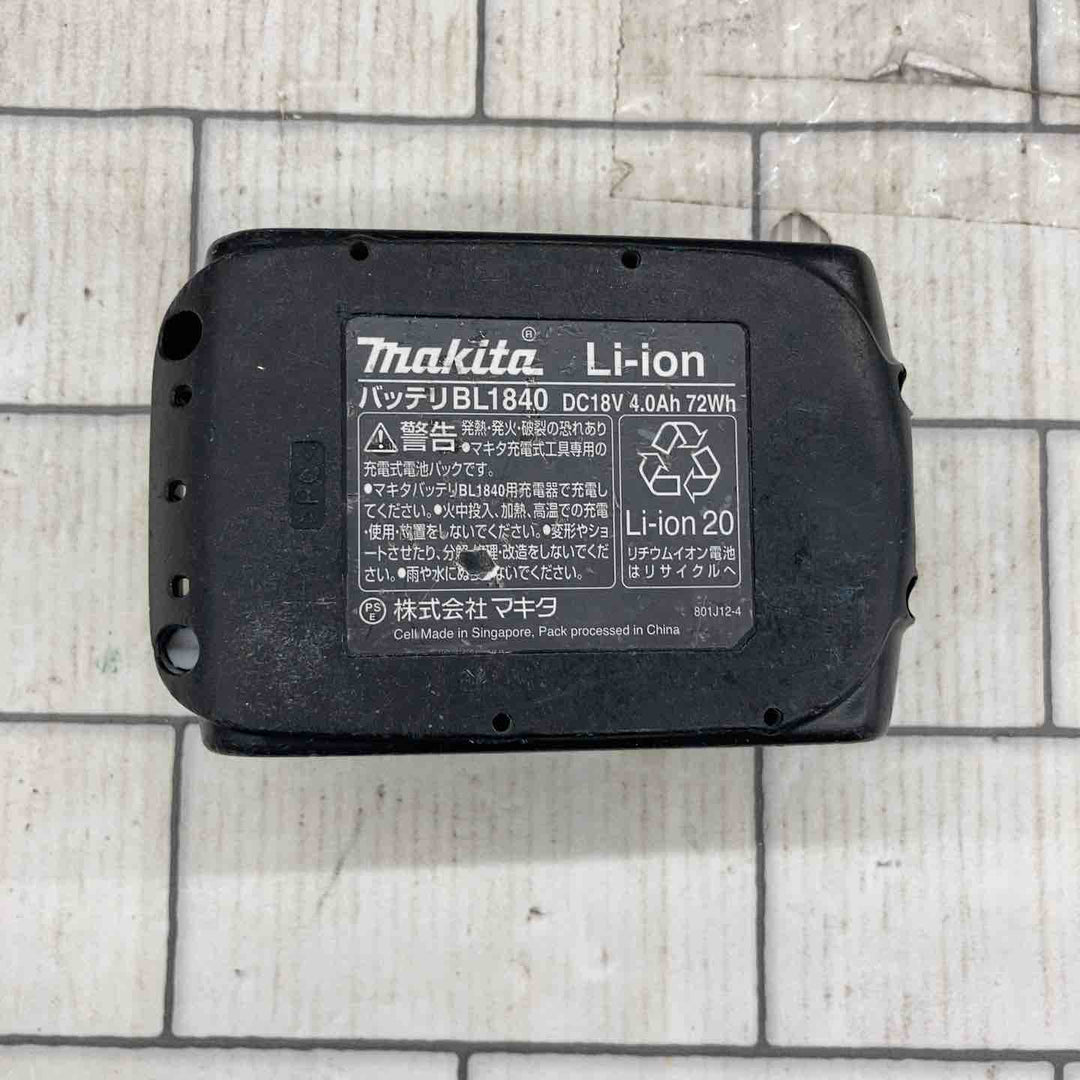 makita® Li-ion
バッテリBL1840 DC18V 4.0Ah 72Wh
警告 発熱・発火・破裂の恐れあり
●マキタ充電式工具専用の
充電式電池パックです。
●マキタバッテリBL1840用充電器で充電し
てください。●火中投入、加熱、高温での充電
・使用・放置をしないでください。●変形やショ
ートさせたり、分解・修理・改造をしないでくだ
さい。●雨や水にぬ ないでください。
Li-ion 20
リチウムイオン電池
はリサイクルへ
PSE 株式会社マキタ
801J12-4
Cell Made in Singapore, Pack processed in China